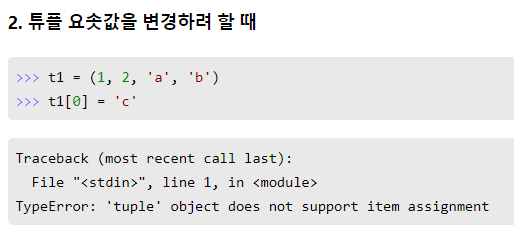 2. 튜플 요솟값을 변경하려 할 때
>>> t1 = (1, 2, 'a', 'b')
>>> t1[0] = 'c'
Traceback (most recent call last):
  File "<stdin>", line 1, in <module>
TypeError: 'tuple' object does not support item assignment